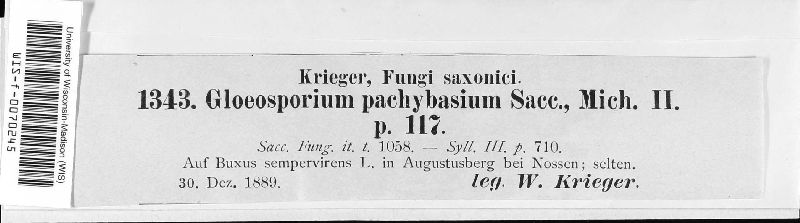 Krieger, Fungi saxonici.
1343. Gloeosporium pachybasium Sacc., Mich. II.
p. 117.
Sacc. Fung. it. t. 1058. — Syll. III, p. 710.
Auf Buxus sempervirens L. in Augustusberg bei Nossen; selten.
30. Dez. 1889. leg. W. Krieger.
University of Wisconsin-Madison (WIS)
WIS-f-0070245